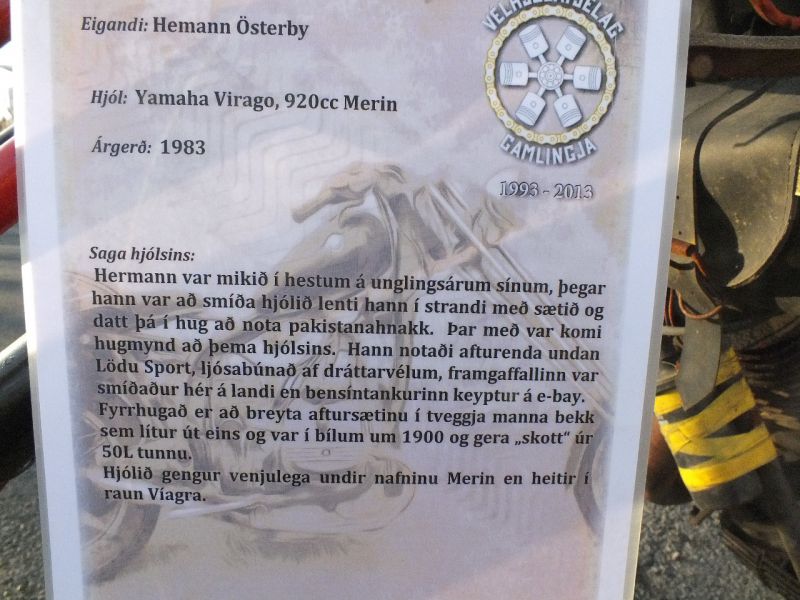 Eigandi: Hemann Österby
VÉLHJÓLAFJELAG
GAMLINGJA
1993 - 2013
Hjól: Yamaha Virago, 920cc Merin
Árgerð: 1983
Saga hjólsins:
Hermann var mikið í hestum á unglingsárum sínum, þegar
hann var að smíða hjólið lenti hann í strandi með sætið og
datt þá í hug að nota pakistanahnakk. Þar með var komi
hugmynd að þema hjólsins. Hann notaði afturenda undan
Lödu Sport, ljósabúnað af dráttarvélum, framgaffallinn var
smíðaður hér á landi en bensíntankurinn keyptur á e-bay.
Fyrrhugað er að breyta aftursætinu í tveggja manna bekk
sem lítur út eins og var í bílum um 1900 og gera „skott“ úr
50L tunnu.
Hjólið gengur venjulega undir nafninu Merin en heitir í
raun Víagra.